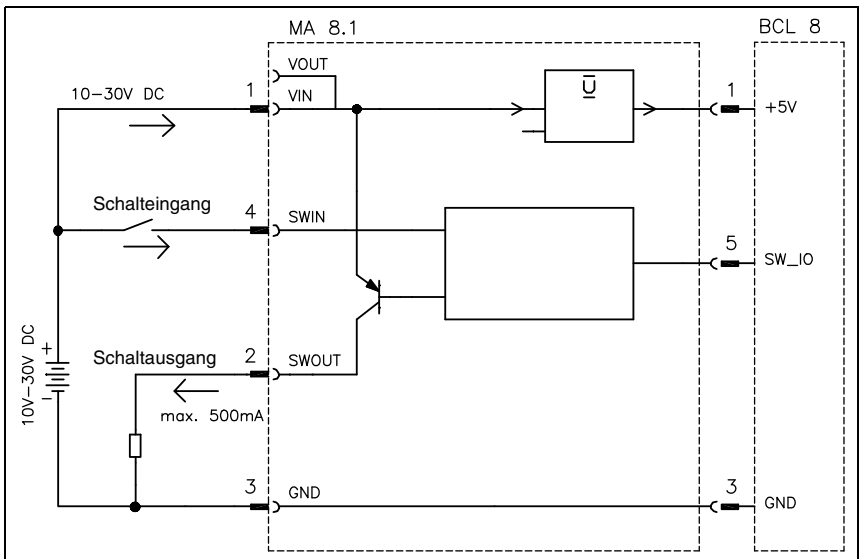 MA 8.1
BCL 8
VOUT
10-30V DC
1
VIN
U
1
+5V
Schalteingang
4
SWIN
5
SW_IO
10V-30V DC
+
-
Schaltausgang
2
SWOUT
max. 500mA
3
GND
3
GND